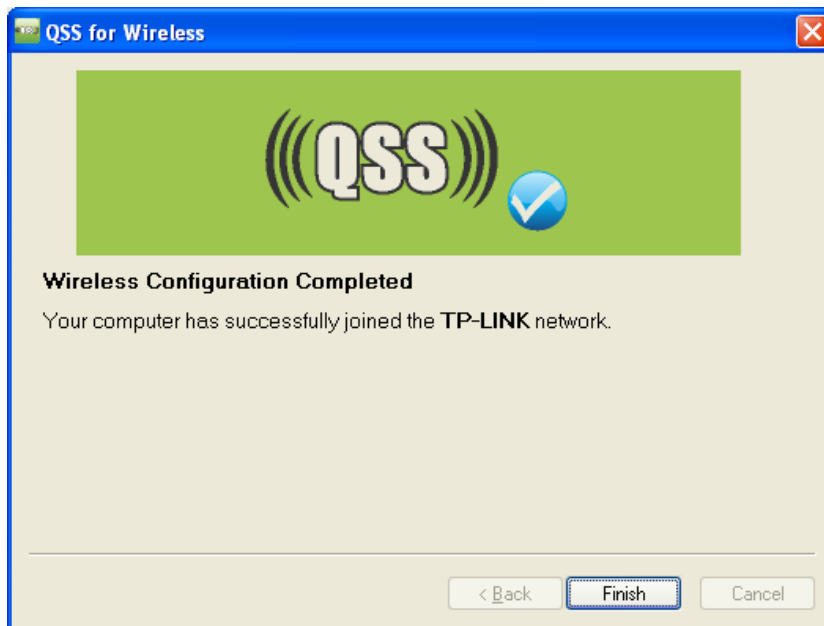 QSS for Wireless
QSS
Wireless Configuration Completed
Your computer has successfully joined the TP-LINK network.
< Back
Finish
Cancel